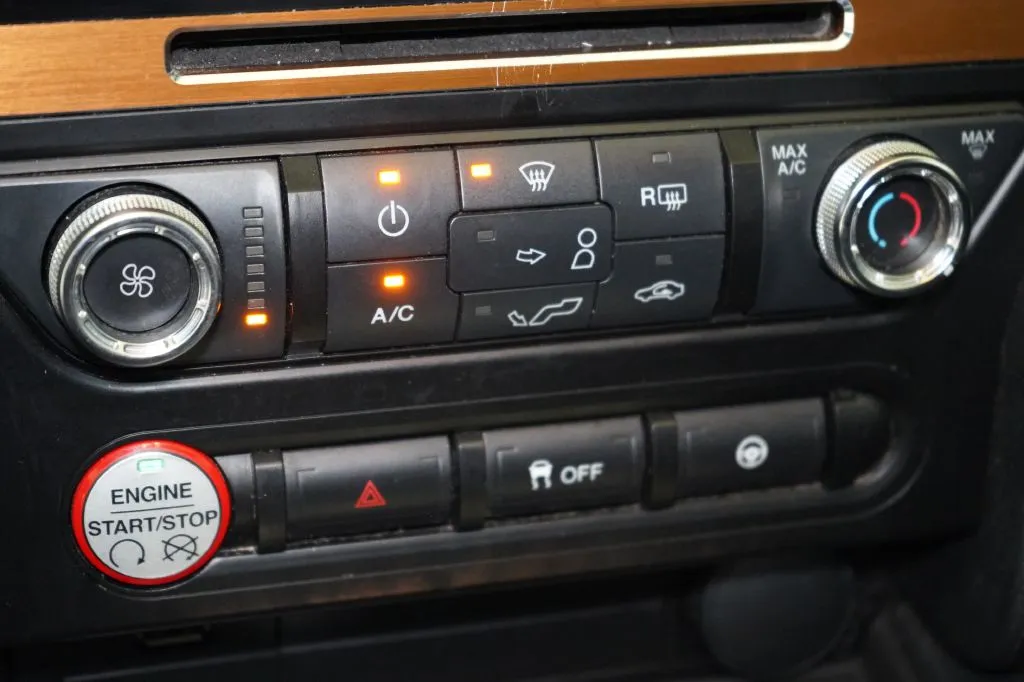 MAX
A/C
MAX
R
A/C
OFF
ENGINE
START/STOP